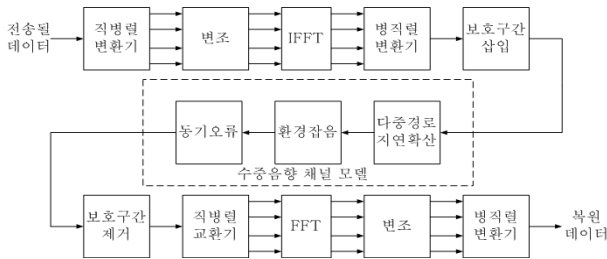 전송될
데이터
직병렬
변환기
변조
IFFT
병직렬
변환기
보호구간
삽입
동기오류
환경잡음
다중경로
지연확산
수중음향 채널 모델
보호구간
제거
직병렬
교환기
FFT
변조
병직렬
변환기
복원
데이터